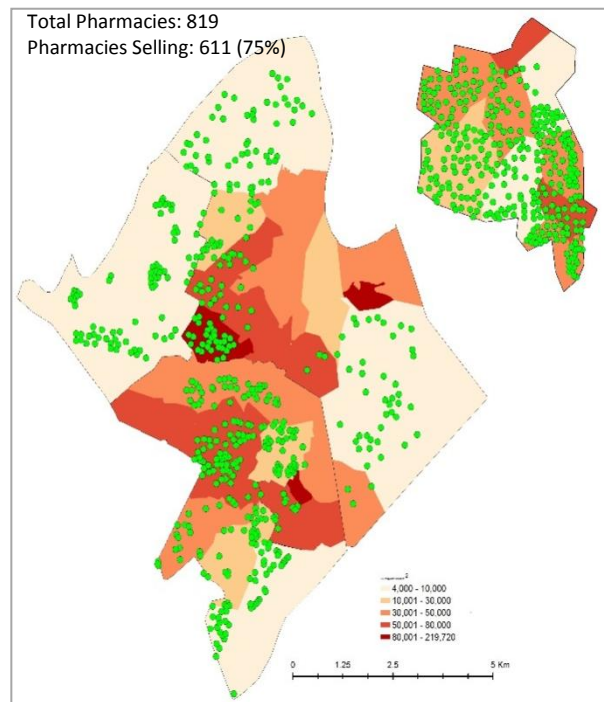 Total Pharmacies: 819
Pharmacies Selling: 611 (75%)
4,000 - 10,000
10,001 - 30,000
30,001 - 50,000
50,001 - 80,000
80,001 - 219,720
0 1.25 2.5 5 Km